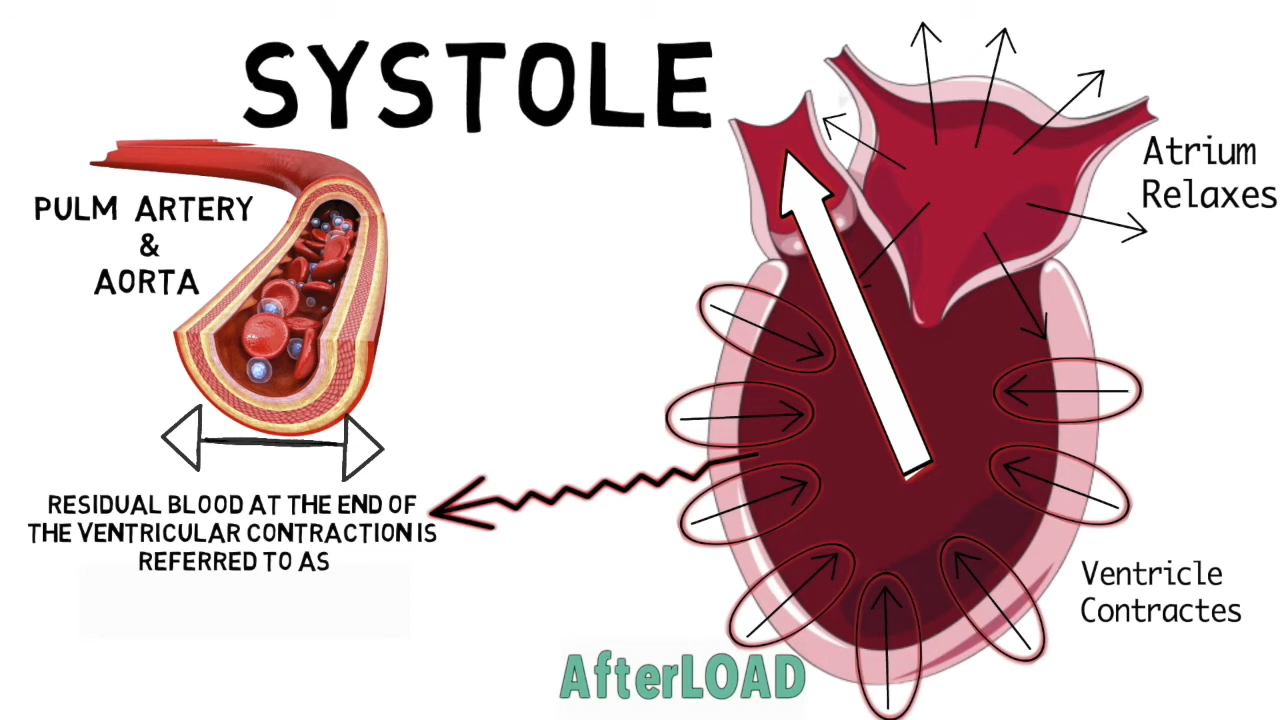 SYSTOLE
PULM ARTERY
&
AORTA
Atrium
Relaxes
RESIDUAL BLOOD AT THE END OF
THE VENTRICULAR CONTRACTION IS
REFERRED TO AS
Ventricle
Contractes
AfterLOAD